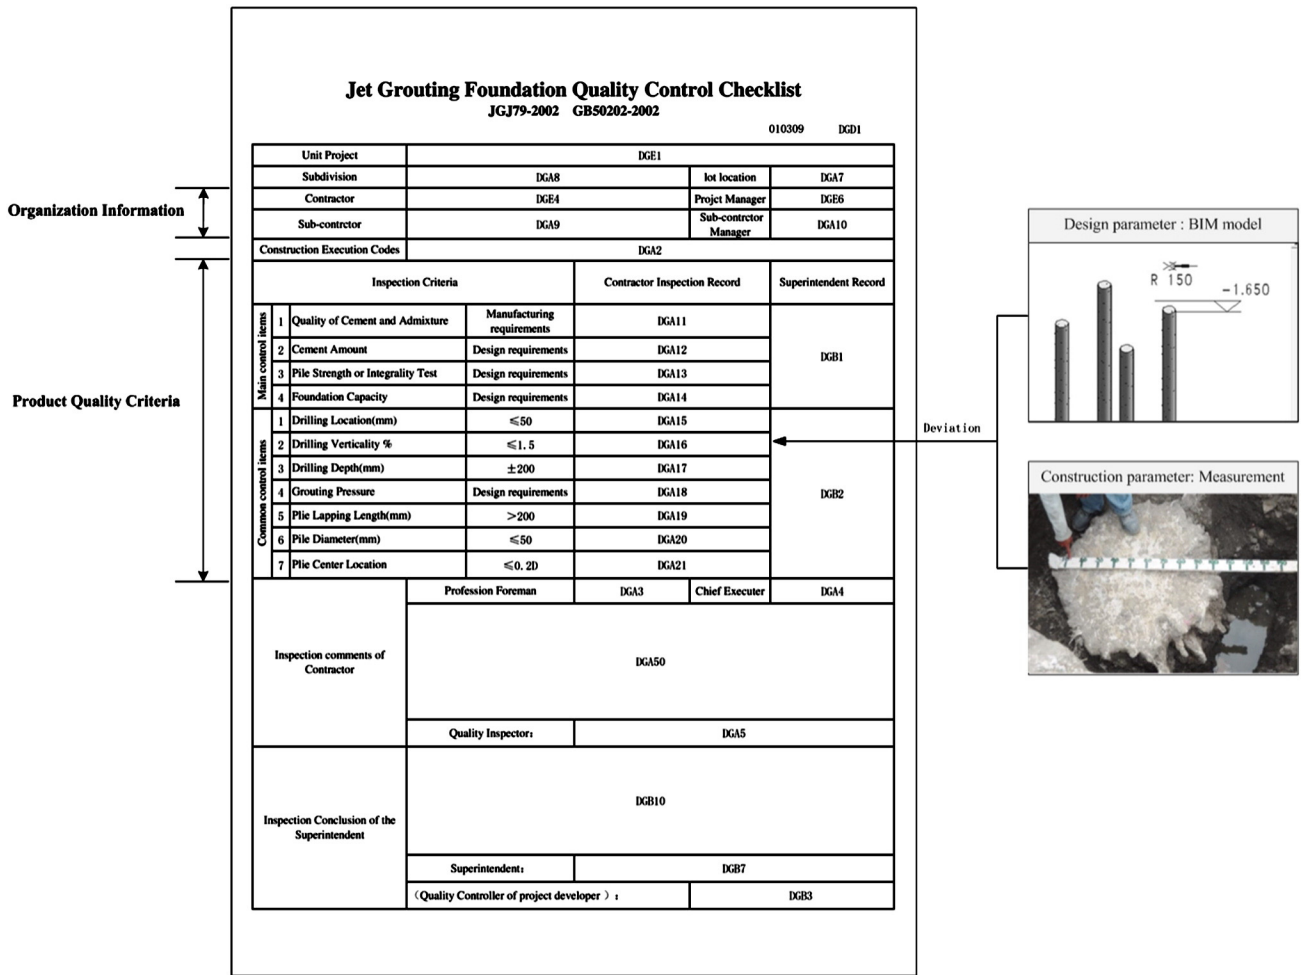 Jet Grouting Foundation Quality Control Checklist
JGJ79-2002 GB50202-2002
010309 DGD1
Unit Project DGE1
Subdivision DGA8 lot location DGA7
Organization Information
Contractor DGE4 Projct Manager DGE6
Sub-contrctor DGA9 Sub-contrctor Manager DGA10
Construction Execution Codes DGA2
Product Quality Criteria
Inspection Criteria Contractor Inspection Record Superintendent Record
Main control items
1 Quality of Cement and Admixture Manufacturing requirements DGA11
2 Cement Amount Design requirements DGA12
3 Pile Strength or Integrality Test Design requirements DGA13
4 Foundation Capacity Design requirements DGA14
DGB1
Common control items
1 Drilling Location(mm) ≤50 DGA15
2 Drilling Verticality % ≤1.5 DGA16
3 Drilling Depth(mm) ±200 DGA17
4 Grouting Pressure Design requirements DGA18
5 Plie Lapping Length(mm) >200 DGA19
6 Pile Diameter(mm) ≤50 DGA20
7 Plie Center Location ≤0.2D DGA21
DGB2
Inspection comments of
Contractor
Profession Foreman DGA3 Chief Executer DGA4
DGA50
Quality Inspector: DGA5
Inspection Conclusion of the
Superintendent
DGB10
Superintendent: DGB7
(Quality Controller of project developer ): DGB3
Deviation
Design parameter : BIM model
R 150
-1.650
Construction parameter: Measurement